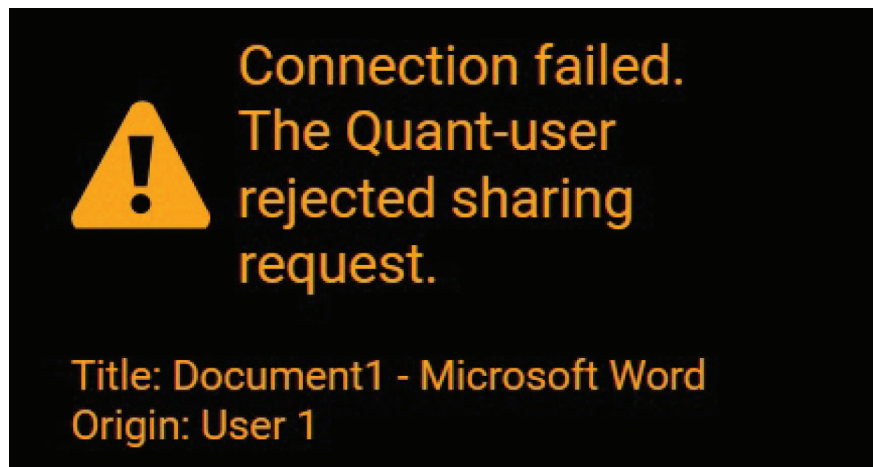 Connection failed.
The Quant-user
rejected sharing
request.
Title: Document1 - Microsoft Word
Origin: User 1